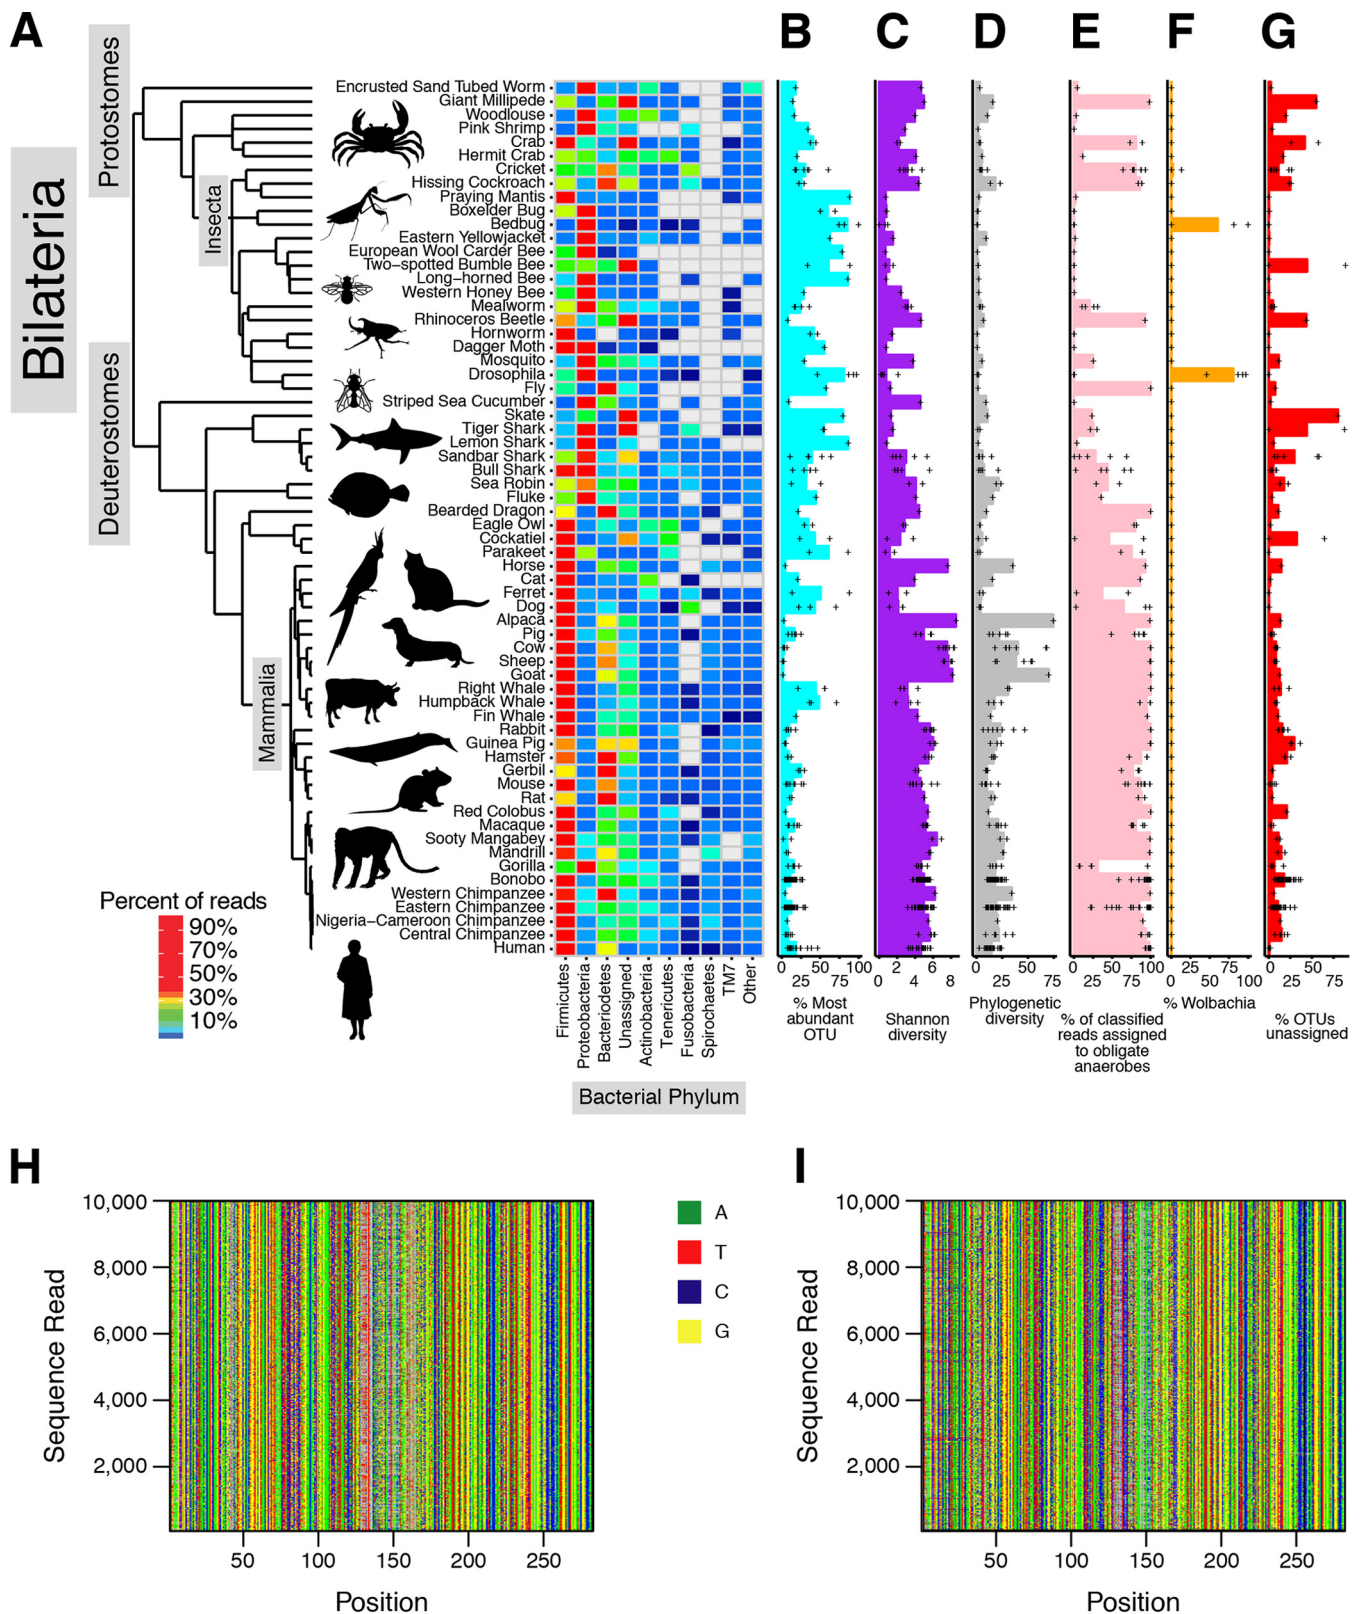 A
B
C
D
E
F
G
Bilateria
Protostomes
Deuterostomes
Insecta
Mammalia
Encrusted Sand Tubed Worm
Giant Millipede
Woodlouse
Pink Shrimp
Crab
Hermit Crab
Cricket
Hissing Cockroach
Praying Mantis
Boxelder Bug
Bedbug
Eastern Yellowjacket
European Wool Carder Bee
Two-spotted Bumble Bee
Long-horned Bee
Western Honey Bee
Mealworm
Rhinoceros Beetle
Hornworm
Dagger Moth
Mosquito
Drosophila
Fly
Striped Sea Cucumber
Skate
Tiger Shark
Lemon Shark
Sandbar Shark
Bull Shark
Sea Robin
Fluke
Bearded Dragon
Eagle Owl
Cockatiel
Parakeet
Horse
Cat
Ferret
Dog
Alpaca
Pig
Cow
Sheep
Goat
Right Whale
Humpback Whale
Fin Whale
Rabbit
Guinea Pig
Hamster
Gerbil
Mouse
Rat
Red Colobus
Macaque
Sooty Mangabey
Mandrill
Gorilla
Bonobo
Western Chimpanzee
Eastern Chimpanzee
Nigeria-Cameroon Chimpanzee
Central Chimpanzee
Human
Percent of reads
90%
70%
50%
30%
10%
Firmicutes
Proteobacteria
Bacteriodetes
Unassigned
Actinobacteria
Tenericutes
Fusobacteria
Spirochaetes
TM7
Other
Bacterial Phylum
0 25 50 75 100
% Most
abundant
OTU
2 4 6 8
Shannon
diversity
0 25 50 75
Phylogenetic
diversity
0 25 50 75 100
% of classified
reads assigned
to obligate
anaerobes
0 25 50 75 100
% Wolbachia
0 25 75
% OTUs
unassigned
H
10,000
8,000
6,000
4,000
2,000
Sequence Read
50 100 150 200 250
Position
A
T
C
G
I
10,000
8,000
6,000
4,000
2,000
Sequence Read
50 100 150 200 250
Position